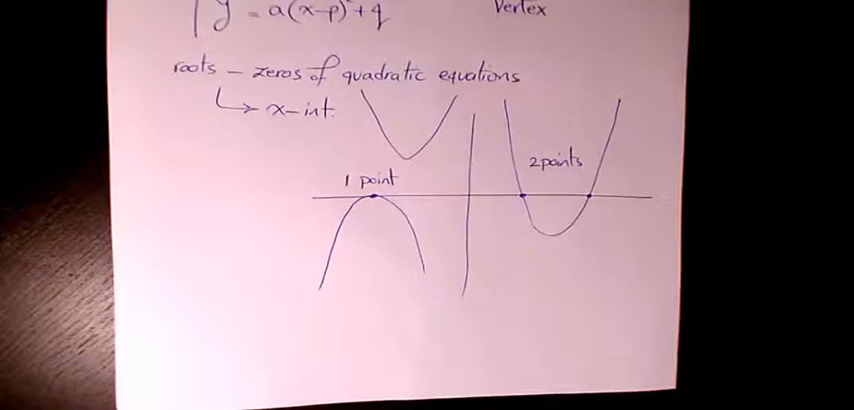 y = a(x-p)² + q
Vertex
roots – zeros of quadratic equations
↳ x-int.
1 point
2 points